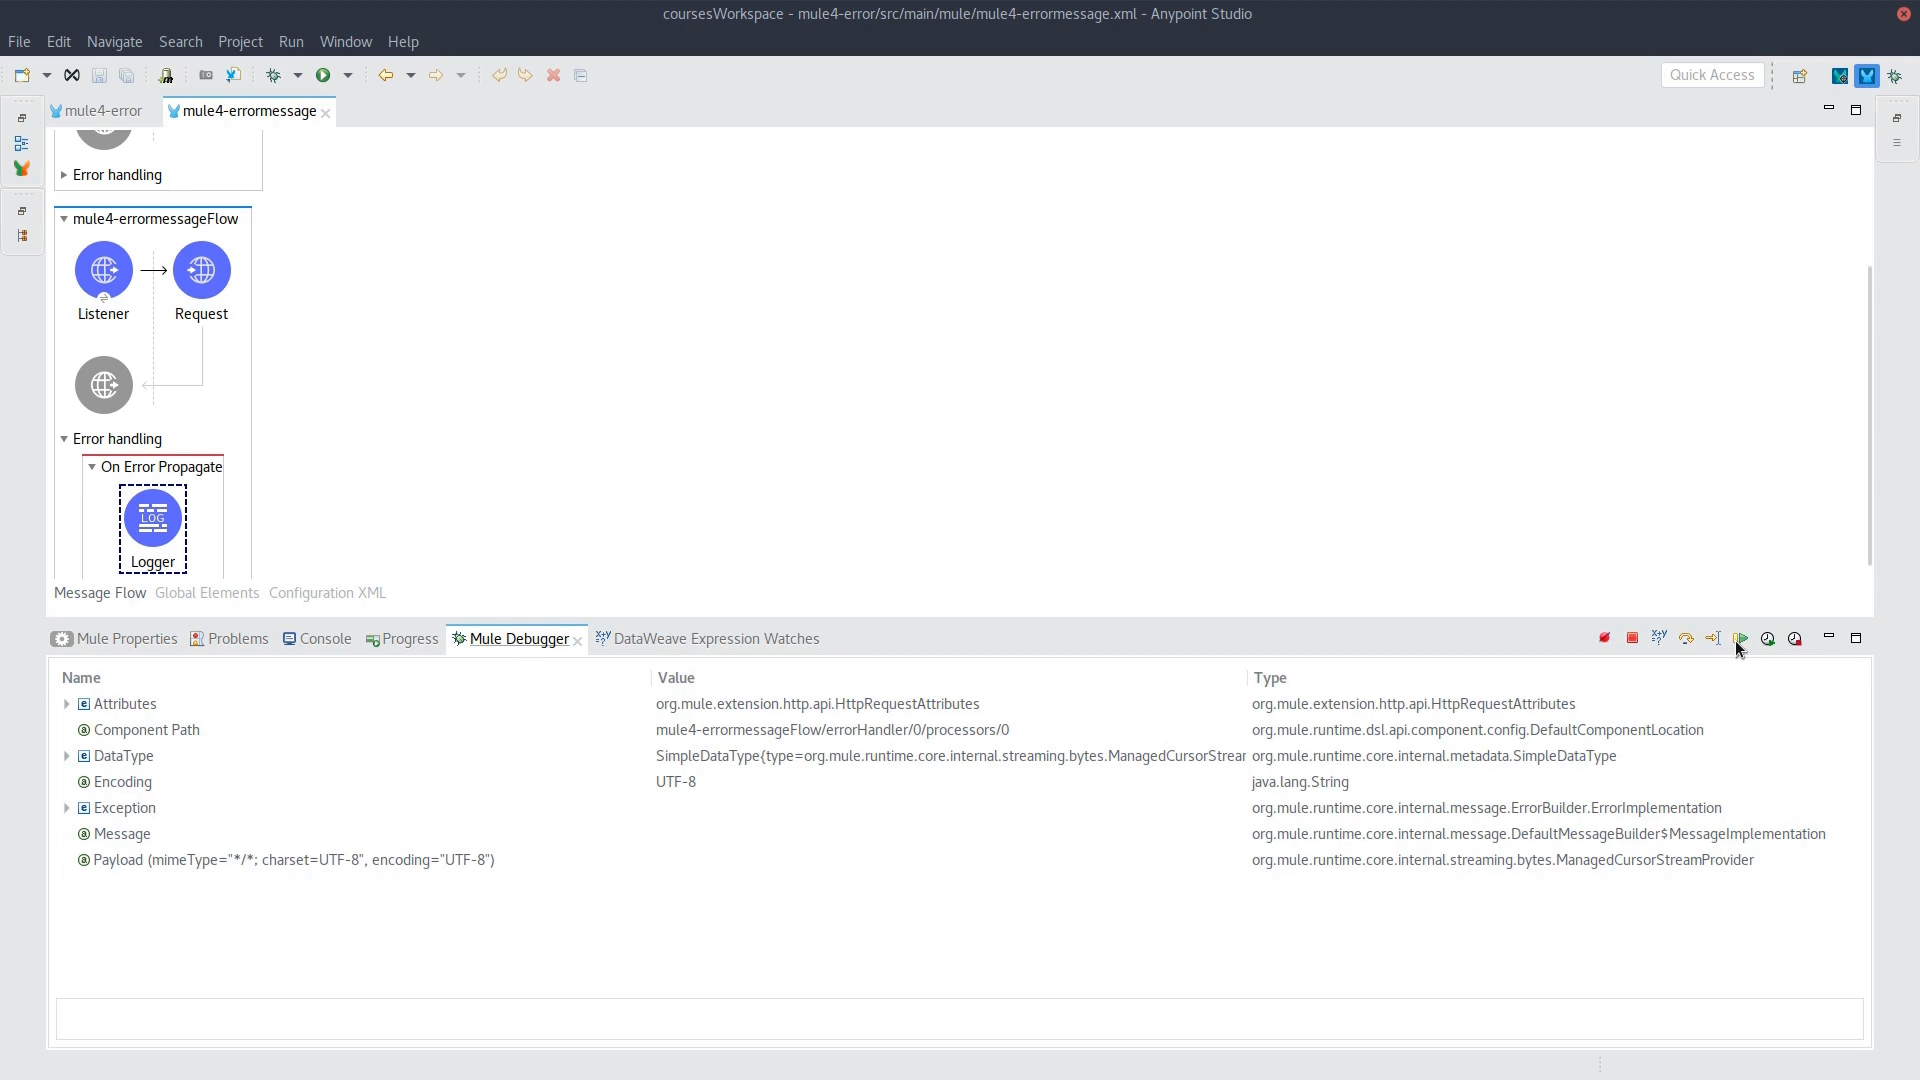 coursesWorkspace - mule4-error/src/main/mule/mule4-errormessage.xml - Anypoint Studio
File Edit Navigate Search Project Run Window Help
Quick Access
mule4-error mule4-errormessage
Error handling
mule4-errormessageFlow
Listener Request
Error handling
On Error Propagate
LOG
Logger
Message Flow Global Elements Configuration XML
Mule Properties Problems Console Progress Mule Debugger DataWeave Expression Watches
Name Value Type
Attributes org.mule.extension.http.api.HttpRequestAttributes org.mule.extension.http.api.HttpRequestAttributes
Component Path mule4-errormessageFlow/errorHandler/0/processors/0 org.mule.runtime.dsl.api.component.config.DefaultComponentLocation
DataType SimpleDataType{type=org.mule.runtime.core.internal.streaming.bytes.ManagedCursorStrear org.mule.runtime.core.internal.metadata.SimpleDataType
Encoding UTF-8 java.lang.String
Exception org.mule.runtime.core.internal.message.ErrorBuilder.ErrorImplementation
Message org.mule.runtime.core.internal.message.DefaultMessageBuilder$MessageImplementation
Payload (mimeType="*/*; charset=UTF-8", encoding="UTF-8") org.mule.runtime.core.internal.streaming.bytes.ManagedCursorStreamProvider